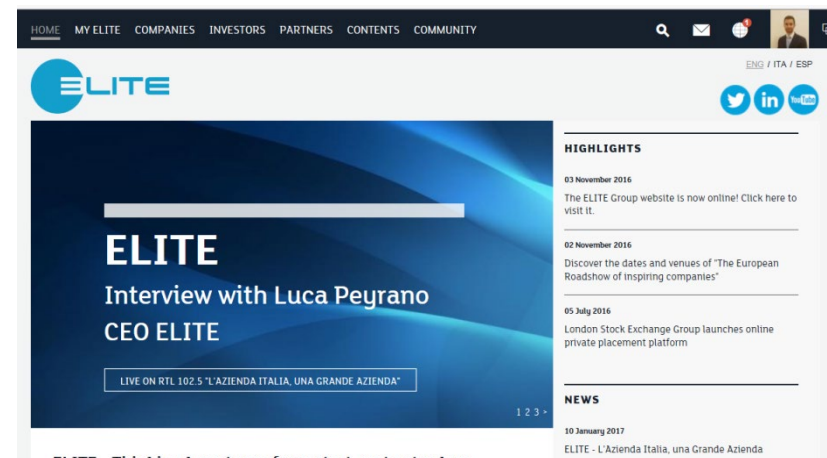 HOME MY ELITE COMPANIES INVESTORS PARTNERS CONTENTS COMMUNITY
1
ENG / ITA / ESP
ELITE
in
You Tube
ELITE
Interview with Luca Peyrano
CEO ELITE
LIVE ON RTL 102.5 "L'AZIENDA ITALIA, UNA GRANDE AZIENDA"
1 2 3 >
HIGHLIGHTS
03 November 2016
The ELITE Group website is now online! Click here to
visit it.
02 November 2016
Discover the dates and venues of "The European
Roadshow of inspiring companies"
05 July 2016
London Stock Exchange Group launches online
private placement platform
NEWS
10 January 2017
ELITE - L'Azienda Italia, una Grande Azienda